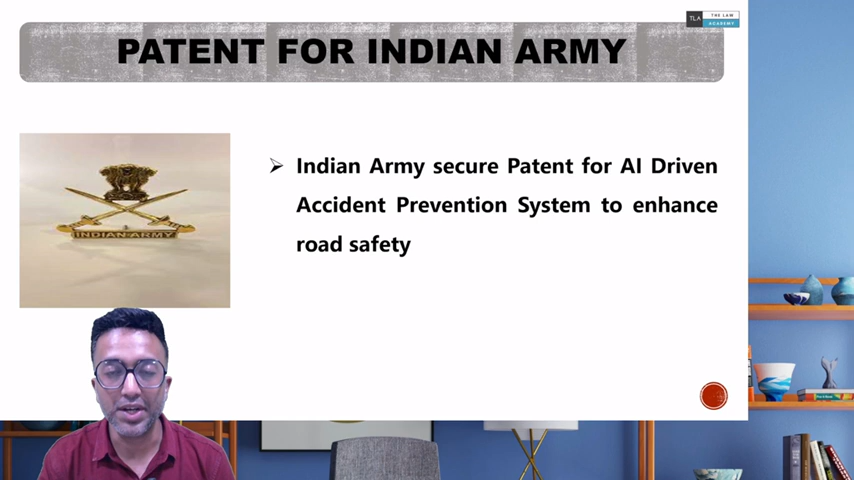 TLA THE LAW
ACADEMY
PATENT FOR INDIAN ARMY
INDIAN ARMY
➢ Indian Army secure Patent for AI Driven
Accident Prevention System to enhance
road safety